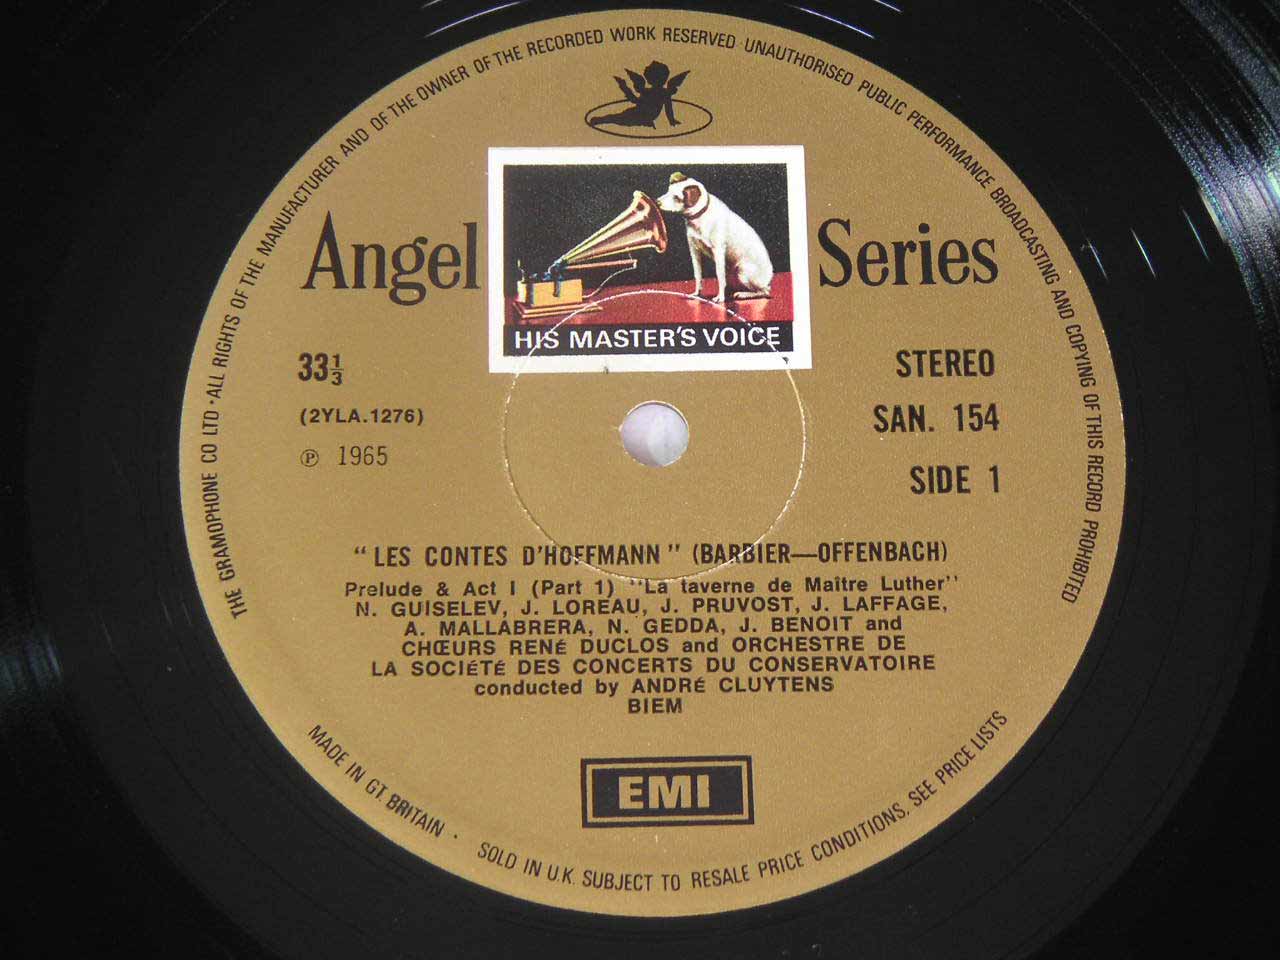 THE GRAMOPHONE CO LTD · ALL RIGHTS OF THE MANUFACTURER AND OF THE OWNER OF THE RECORDED WORK RESERVED · UNAUTHORISED PUBLIC PERFORMANCE BROADCASTING AND COPYING OF THIS RECORD PROHIBITED
Angel Series
HIS MASTER'S VOICE
33⅓
STEREO
(2YLA.1276)
SAN. 154
℗ 1965
SIDE 1
"LES CONTES D'HOFFMANN" (BARBIER—OFFENBACH)
Prelude & Act I (Part 1) "La taverne de Maître Luther"
N. GUISELEV, J. LOREAU, J. PRUVOST, J. LAFFAGE,
A. MALLABRERA, N. GEDDA, J. BENOIT and
CHŒURS RENÉ DUCLOS and ORCHESTRE DE
LA SOCIÉTÉ DES CONCERTS DU CONSERVATOIRE
conducted by ANDRÉ CLUYTENS
BIEM
EMI
MADE IN GT. BRITAIN · SOLD IN U.K. SUBJECT TO RESALE PRICE CONDITIONS, SEE PRICE LISTS